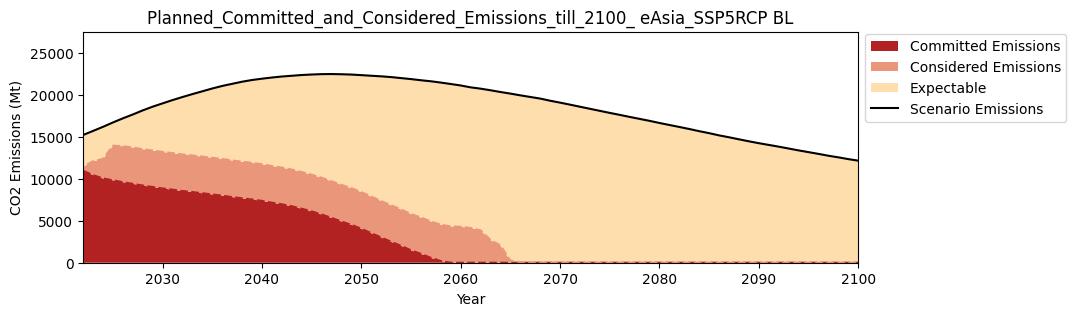 Planned_Committed_and_Considered_Emissions_till_2100_ eAsia_SSP5RCP BL
CO2 Emissions (Mt)
25000
20000
15000
10000
5000
0
2030 2040 2050 2060 2070 2080 2090 2100
Year
Committed Emissions
Considered Emissions
Expectable
Scenario Emissions